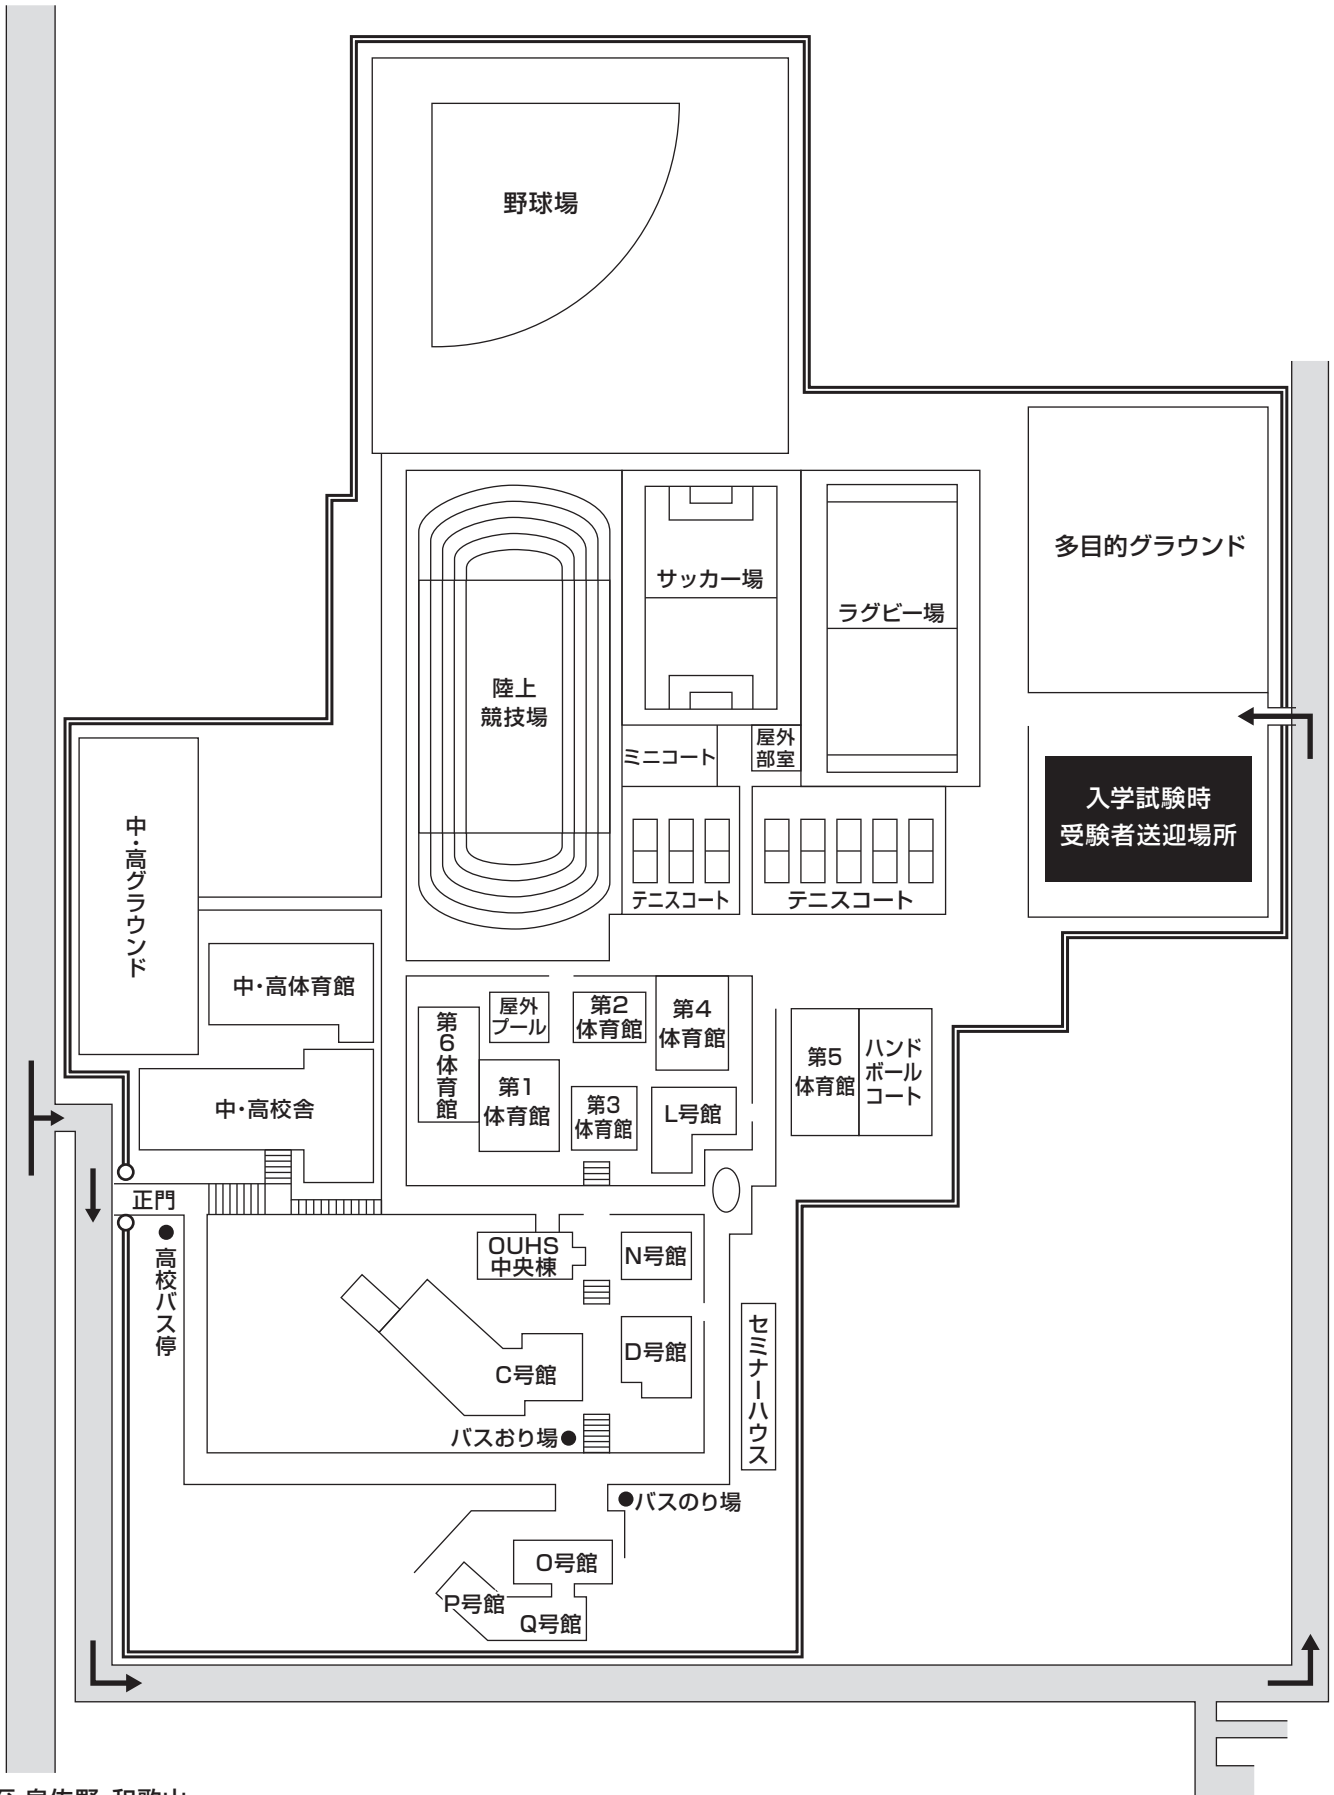 野球場
多目的グラウンド
サッカー場
ラグビー場
陸上
競技場
ミニコート
屋外
部室
入学試験時
受験者送迎場所
テニスコート
テニスコート
中・高グラウンド
中・高体育館
屋外
プール
第2
体育館
第4
体育館
第6体育館
第5
体育館
ハンド
ボール
コート
第1
体育館
第3
体育館
L号館
中・高校舎
正門
高校バス停
OUHS
中央棟
N号館
D号館
C号館
セミナーハウス
バスおり場
バスのり場
O号館
P号館
Q号館